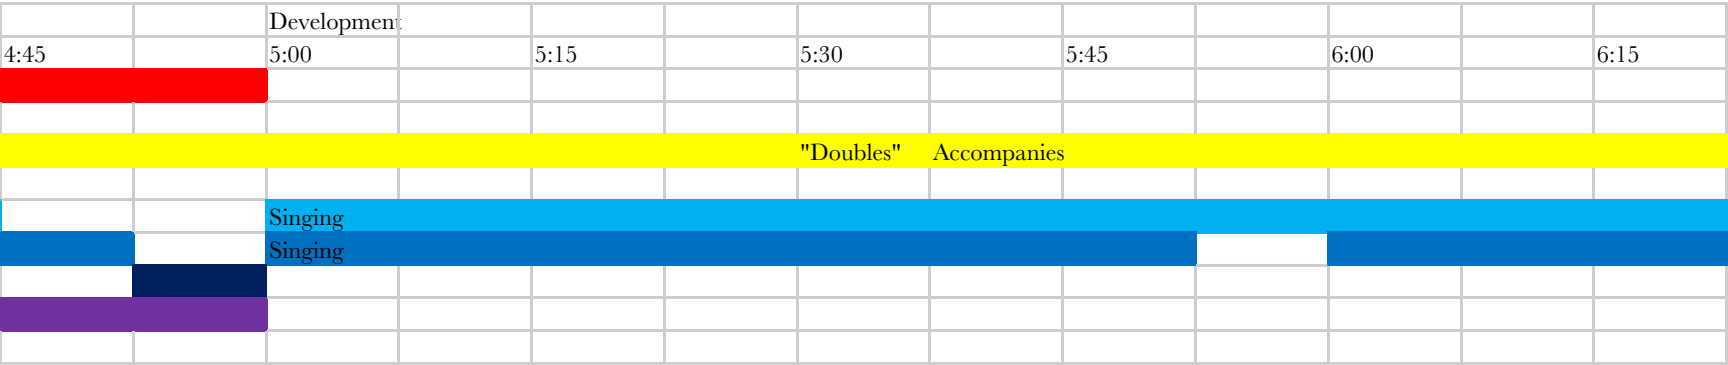 Development
4:45 5:00 5:15 5:30 5:45 6:00 6:15
"Doubles" Accompanies
Singing
Singing